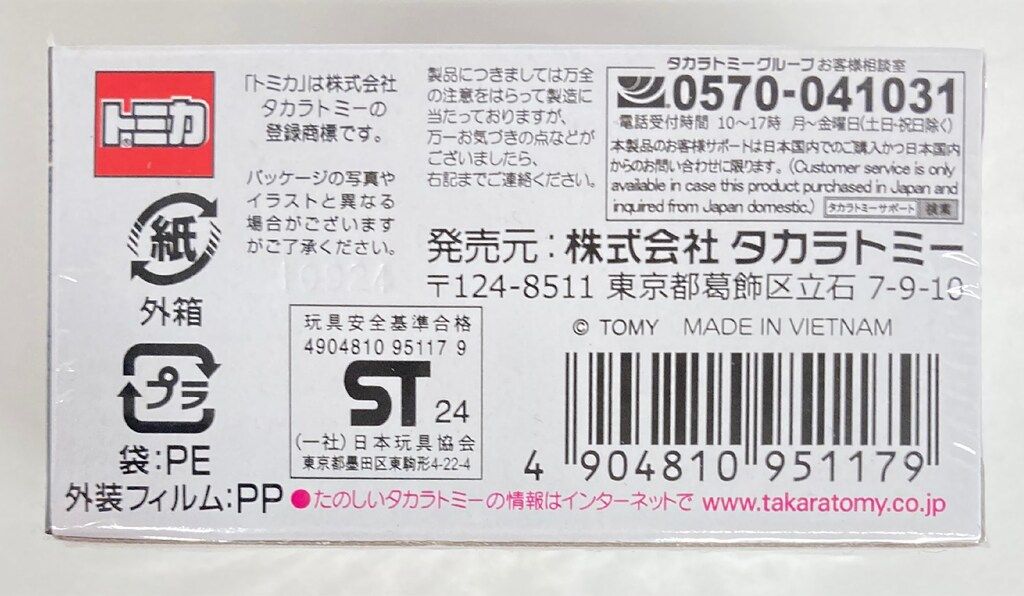 トミカ
®
紙
外箱
プラ
袋:PE
外装フィルム:PP
「トミカ」は株式会社
タカラトミーの
登録商標です。
パッケージの写真や
イラストと異なる
場合がございます
がご了承ください。
玩具安全基準合格
4904810 95117 9
ST 24
(一社)日本玩具協会
東京都墨田区東駒形4-22-4
製品につきましては万全
の注意をはらって製造に
当たっておりますが、
万一お気づきの点などが
ございましたら、
右記までご連絡ください。
タカラトミーグループ お客様相談室
0570-041031
電話受付時間 10〜17時 月〜金曜日(土日・祝日除く)
本製品のお客様サポートは日本国内でのご購入かつ日本国内
からのお問い合わせに限ります。(Customer service is only
available in case this product purchased in Japan and
inquired from Japan domestic.) タカラトミーサポート 検索
発売元:株式会社 タカラトミー
〒124-8511 東京都葛飾区立石 7-9-10
© TOMY MADE IN VIETNAM
4 904810 951179
●たのしいタカラトミーの情報はインターネットで www.takaratomy.co.jp